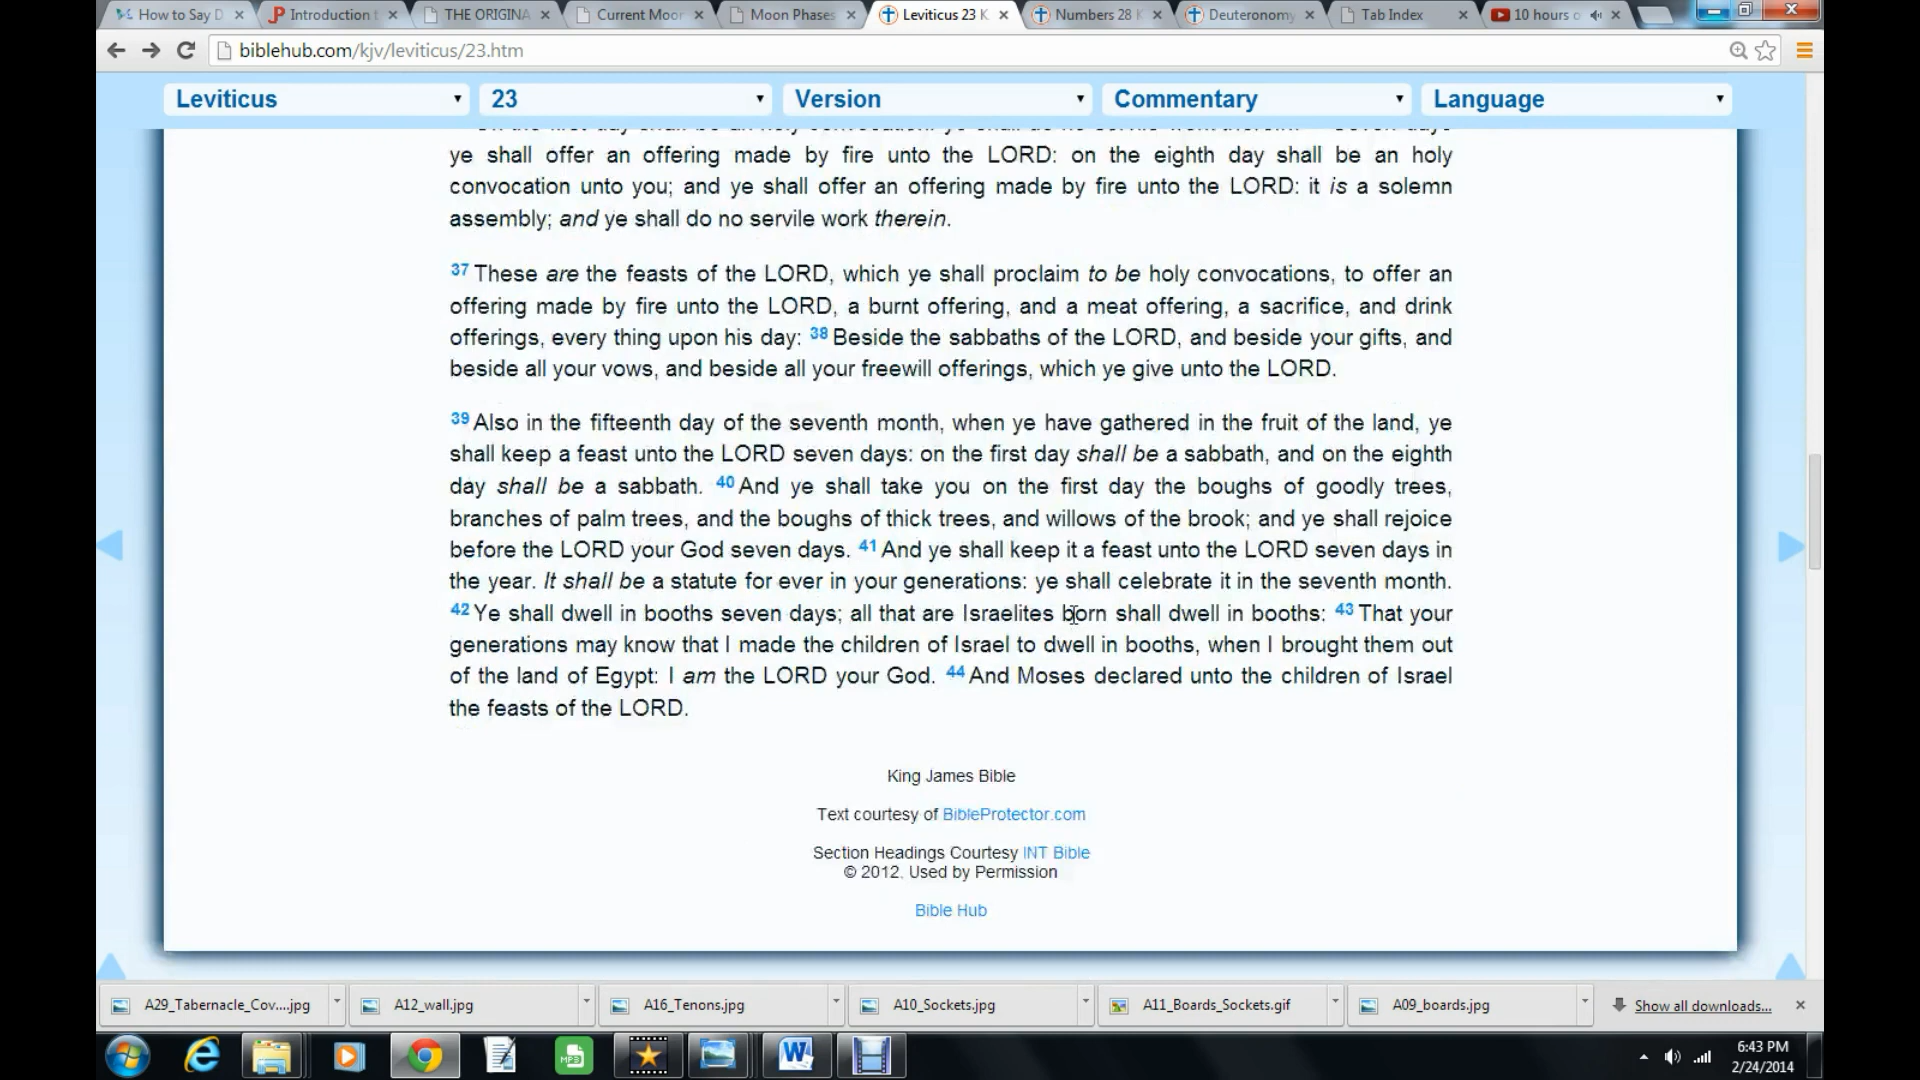 How to Say D
Introduction t
THE ORIGINA
Current Moon
Moon Phases
Leviticus 23 K
Numbers 28 K
Deuteronomy
Tab Index
10 hours o
biblehub.com/kjv/leviticus/23.htm
Leviticus
23
Version
Commentary
Language
ye shall offer an offering made by fire unto the LORD: on the eighth day shall be an holy
convocation unto you; and ye shall offer an offering made by fire unto the LORD: it is a solemn
assembly; and ye shall do no servile work therein.
37 These are the feasts of the LORD, which ye shall proclaim to be holy convocations, to offer an
offering made by fire unto the LORD, a burnt offering, and a meat offering, a sacrifice, and drink
offerings, every thing upon his day: 38 Beside the sabbaths of the LORD, and beside your gifts, and
beside all your vows, and beside all your freewill offerings, which ye give unto the LORD.
39 Also in the fifteenth day of the seventh month, when ye have gathered in the fruit of the land, ye
shall keep a feast unto the LORD seven days: on the first day shall be a sabbath, and on the eighth
day shall be a sabbath. 40 And ye shall take you on the first day the boughs of goodly trees,
branches of palm trees, and the boughs of thick trees, and willows of the brook; and ye shall rejoice
before the LORD your God seven days. 41 And ye shall keep it a feast unto the LORD seven days in
the year. It shall be a statute for ever in your generations: ye shall celebrate it in the seventh month.
42 Ye shall dwell in booths seven days; all that are Israelites born shall dwell in booths: 43 That your
generations may know that I made the children of Israel to dwell in booths, when I brought them out
of the land of Egypt: I am the LORD your God. 44 And Moses declared unto the children of Israel
the feasts of the LORD.
King James Bible
Text courtesy of BibleProtector.com
Section Headings Courtesy INT Bible
© 2012. Used by Permission
Bible Hub
A29_Tabernacle_Cov....jpg
A12_wall.jpg
A16_Tenons.jpg
A10_Sockets.jpg
A11_Boards_Sockets.gif
A09_boards.jpg
Show all downloads...
MP3
W
6:43 PM
2/24/2014